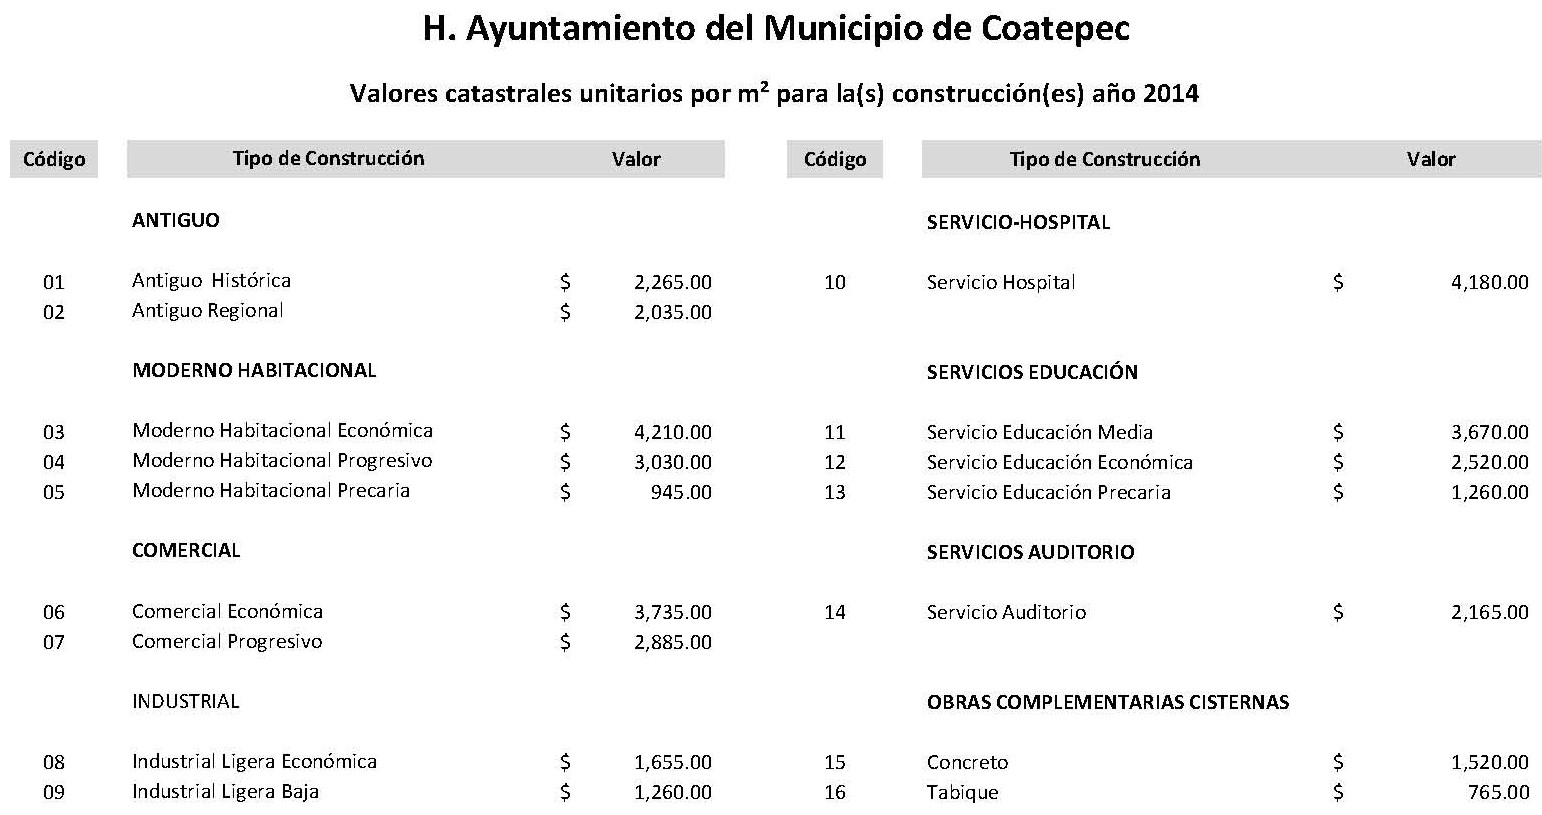 H. Ayuntamiento del Municipio de Coatepec
Valores catastrales unitarios por m² para la(s) construcción(es) año 2014
Código Tipo de Construcción Valor Código Tipo de Construcción Valor
ANTIGUO SERVICIO-HOSPITAL
01 Antiguo Histórica $ 2,265.00 10 Servicio Hospital $ 4,180.00
02 Antiguo Regional $ 2,035.00
MODERNO HABITACIONAL SERVICIOS EDUCACIÓN
03 Moderno Habitacional Económica $ 4,210.00 11 Servicio Educación Media $ 3,670.00
04 Moderno Habitacional Progresivo $ 3,030.00 12 Servicio Educación Económica $ 2,520.00
05 Moderno Habitacional Precaria $ 945.00 13 Servicio Educación Precaria $ 1,260.00
COMERCIAL SERVICIOS AUDITORIO
06 Comercial Económica $ 3,735.00 14 Servicio Auditorio $ 2,165.00
07 Comercial Progresivo $ 2,885.00
INDUSTRIAL OBRAS COMPLEMENTARIAS CISTERNAS
08 Industrial Ligera Económica $ 1,655.00 15 Concreto $ 1,520.00
09 Industrial Ligera Baja $ 1,260.00 16 Tabique $ 765.00